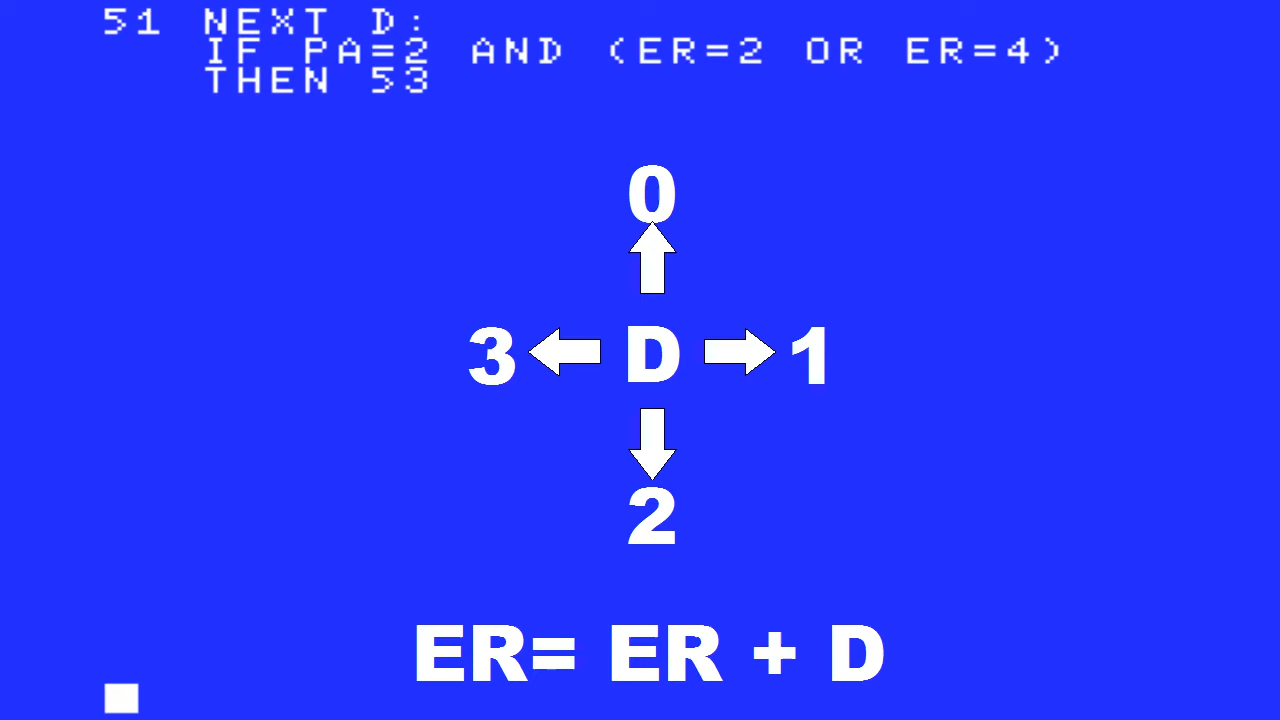 51 NEXT D:
IF PA=2 AND (ER=2 OR ER=4)
THEN 53
0
3 D 1
2
ER= ER + D